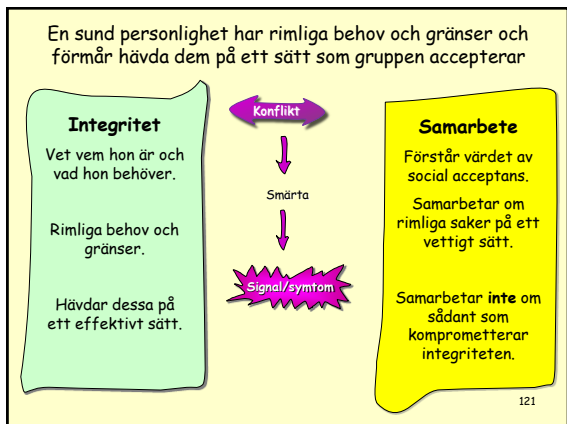 En sund personlighet har rimliga behov och gränser och
förmår hävda dem på ett sätt som gruppen accepterar
Integritet
Vet vem hon är och
vad hon behöver.
Rimliga behov och
gränser.
Hävdar dessa på
ett effektivt sätt.
Konflikt
Smärta
Signal/symtom
Samarbete
Förstår värdet av
social acceptans.
Samarbetar om
rimliga saker på ett
vettigt sätt.
Samarbetar inte om
sådant som
komprometterar
integriteten.
121